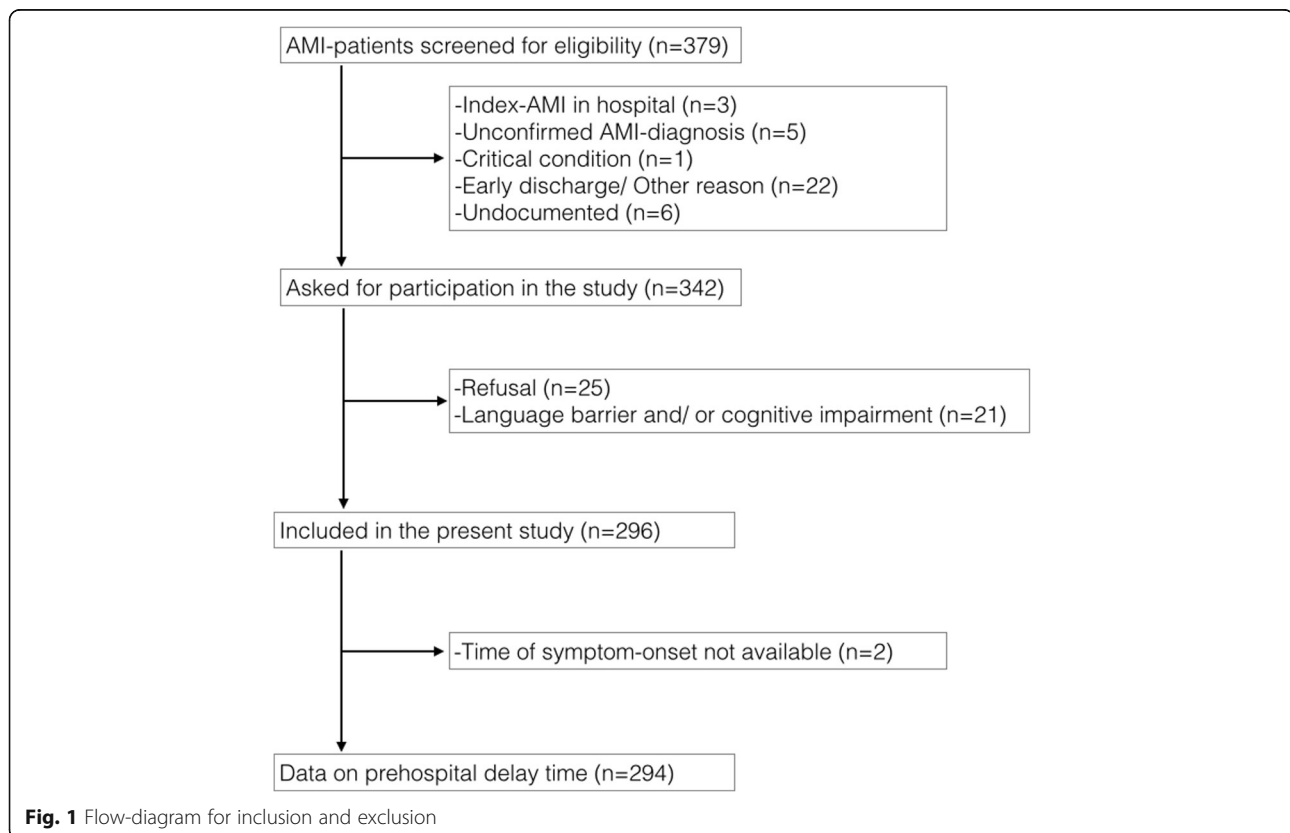 AMI-patients screened for eligibility (n=379)
-Index-AMI in hospital (n=3)
-Unconfirmed AMI-diagnosis (n=5)
-Critical condition (n=1)
-Early discharge/ Other reason (n=22)
-Undocumented (n=6)
Asked for participation in the study (n=342)
-Refusal (n=25)
-Language barrier and/ or cognitive impairment (n=21)
Included in the present study (n=296)
-Time of symptom-onset not available (n=2)
Data on prehospital delay time (n=294)
Fig. 1 Flow-diagram for inclusion and exclusion